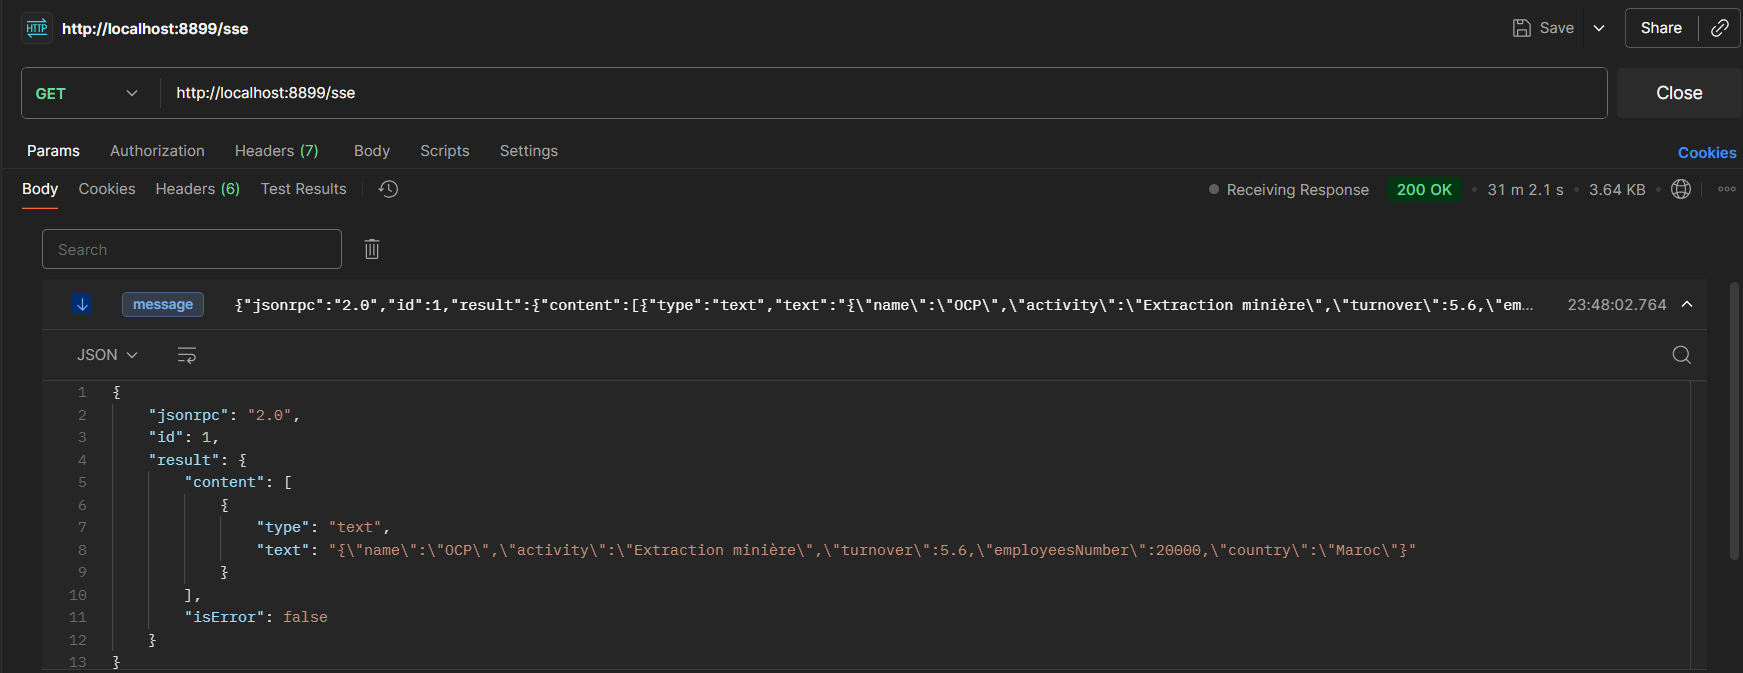 HTTP http://localhost:8899/sse Save Share
GET http://localhost:8899/sse Close
Params Authorization Headers (7) Body Scripts Settings Cookies
Body Cookies Headers (6) Test Results Receiving Response 200 OK 31 m 2.1 s 3.64 KB
Search
message {"jsonrpc":"2.0","id":1,"result":{"content":[{"type":"text","text":"{\"name\":\"OCP\",\"activity\":\"Extraction minière\",\"turnover\":5.6,\"em... 23:48:02.764
JSON
1 {
2 "jsonrpc": "2.0",
3 "id": 1,
4 "result": {
5 "content": [
6 {
7 "type": "text",
8 "text": "{\"name\":\"OCP\",\"activity\":\"Extraction minière\",\"turnover\":5.6,\"employeesNumber\":20000,\"country\":\"Maroc\"}"
9 }
10 ],
11 "isError": false
12 }
13 }